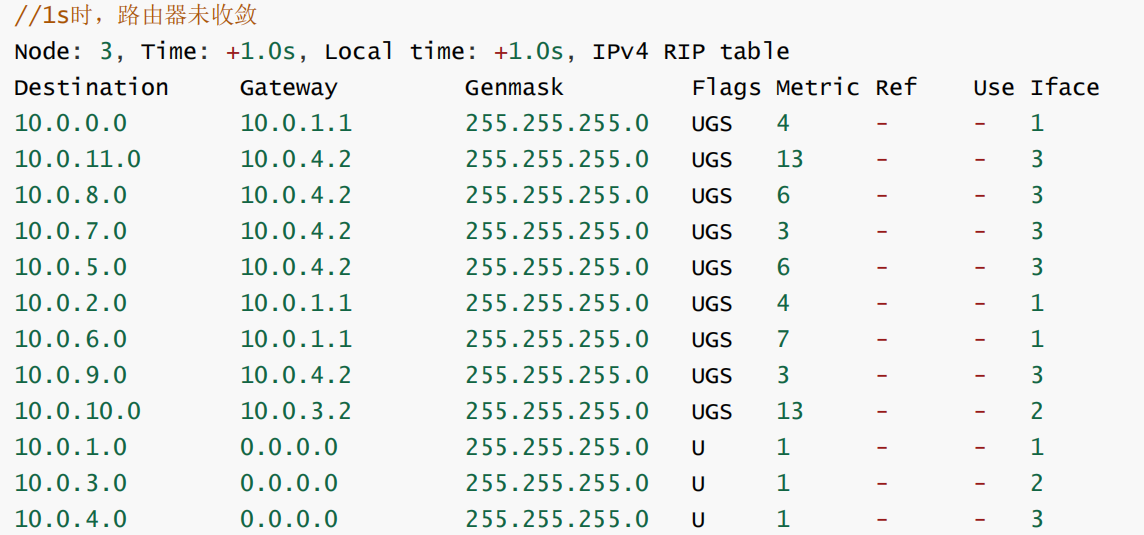 //1s时，路由器未收敛
Node: 3, Time: +1.0s, Local time: +1.0s, IPv4 RIP table
Destination Gateway Genmask Flags Metric Ref Use Iface
10.0.0.0 10.0.1.1 255.255.255.0 UGS 4 - - 1
10.0.11.0 10.0.4.2 255.255.255.0 UGS 13 - - 3
10.0.8.0 10.0.4.2 255.255.255.0 UGS 6 - - 3
10.0.7.0 10.0.4.2 255.255.255.0 UGS 3 - - 3
10.0.5.0 10.0.4.2 255.255.255.0 UGS 6 - - 3
10.0.2.0 10.0.1.1 255.255.255.0 UGS 4 - - 1
10.0.6.0 10.0.1.1 255.255.255.0 UGS 7 - - 1
10.0.9.0 10.0.4.2 255.255.255.0 UGS 3 - - 3
10.0.10.0 10.0.3.2 255.255.255.0 UGS 13 - - 2
10.0.1.0 0.0.0.0 255.255.255.0 U 1 - - 1
10.0.3.0 0.0.0.0 255.255.255.0 U 1 - - 2
10.0.4.0 0.0.0.0 255.255.255.0 U 1 - - 3